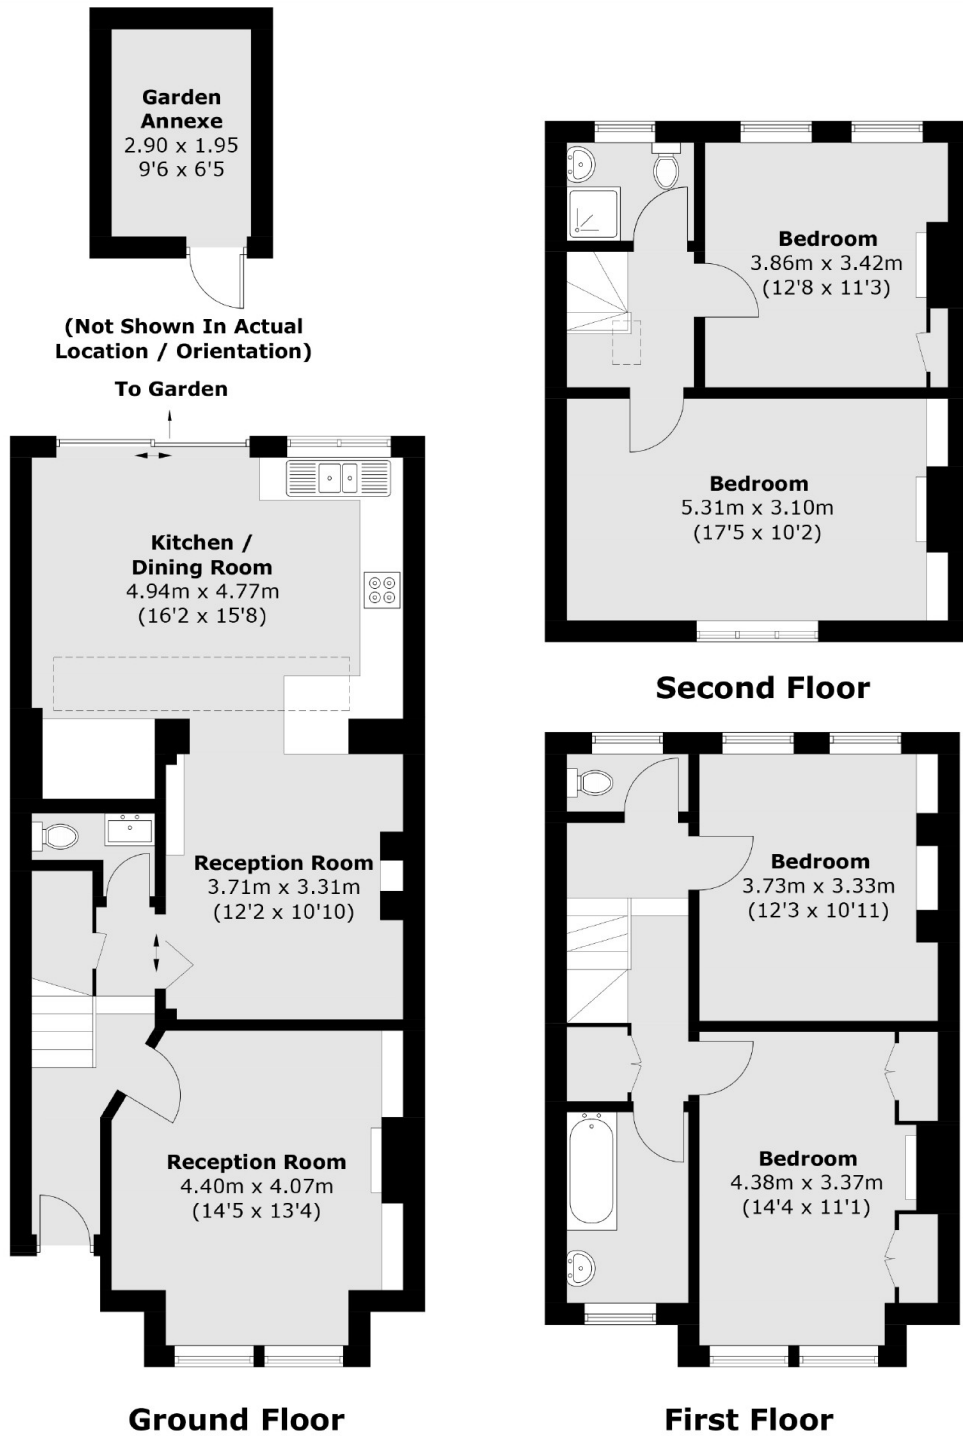 Garden
Annexe
2.90 x 1.95
9'6 x 6'5
(Not Shown In Actual
Location / Orientation)
To Garden
Kitchen /
Dining Room
4.94m x 4.77m
(16'2 x 15'8)
Reception Room
3.71m x 3.31m
(12'2 x 10'10)
Reception Room
4.40m x 4.07m
(14'5 x 13'4)
Ground Floor
Bedroom
3.86m x 3.42m
(12'8 x 11'3)
Bedroom
5.31m x 3.10m
(17'5 x 10'2)
Second Floor
Bedroom
3.73m x 3.33m
(12'3 x 10'11)
Bedroom
4.38m x 3.37m
(14'4 x 11'1)
First Floor